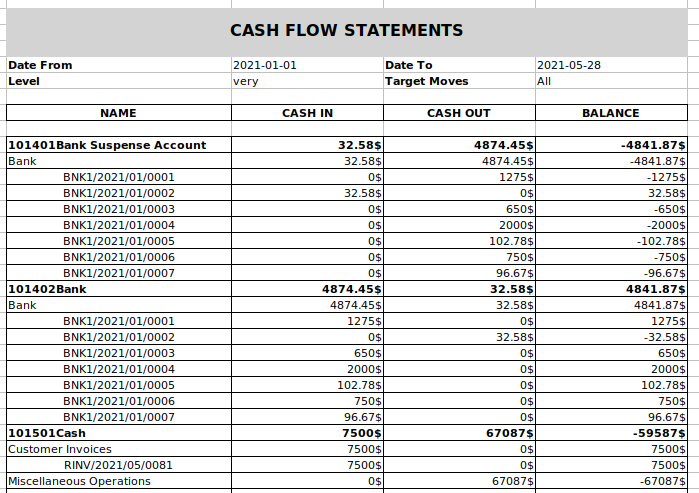 CASH FLOW STATEMENTS
Date From 2021-01-01 Date To 2021-05-28
Level very Target Moves All
NAME CASH IN CASH OUT BALANCE
101401Bank Suspense Account 32.58$ 4874.45$ -4841.87$
Bank 32.58$ 4874.45$ -4841.87$
BNK1/2021/01/0001 0$ 1275$ -1275$
BNK1/2021/01/0002 32.58$ 0$ 32.58$
BNK1/2021/01/0003 0$ 650$ -650$
BNK1/2021/01/0004 0$ 2000$ -2000$
BNK1/2021/01/0005 0$ 102.78$ -102.78$
BNK1/2021/01/0006 0$ 750$ -750$
BNK1/2021/01/0007 0$ 96.67$ -96.67$
101402Bank 4874.45$ 32.58$ 4841.87$
Bank 4874.45$ 32.58$ 4841.87$
BNK1/2021/01/0001 1275$ 0$ 1275$
BNK1/2021/01/0002 0$ 32.58$ -32.58$
BNK1/2021/01/0003 650$ 0$ 650$
BNK1/2021/01/0004 2000$ 0$ 2000$
BNK1/2021/01/0005 102.78$ 0$ 102.78$
BNK1/2021/01/0006 750$ 0$ 750$
BNK1/2021/01/0007 96.67$ 0$ 96.67$
101501Cash 7500$ 67087$ -59587$
Customer Invoices 7500$ 0$ 7500$
RINV/2021/05/0081 7500$ 0$ 7500$
Miscellaneous Operations 0$ 67087$ -67087$